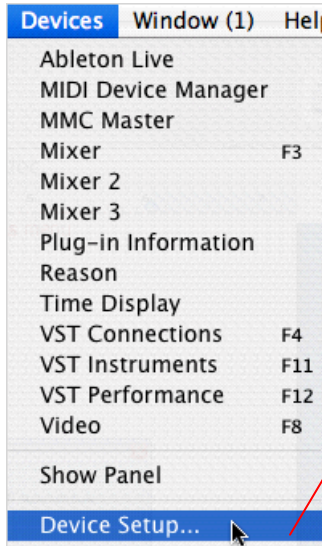 Devices Window (1) Help
Ableton Live
MIDI Device Manager
MMC Master
Mixer F3
Mixer 2
Mixer 3
Plug-in Information
Reason
Time Display
VST Connections F4
VST Instruments F11
VST Performance F12
Video F8
Show Panel
Device Setup...